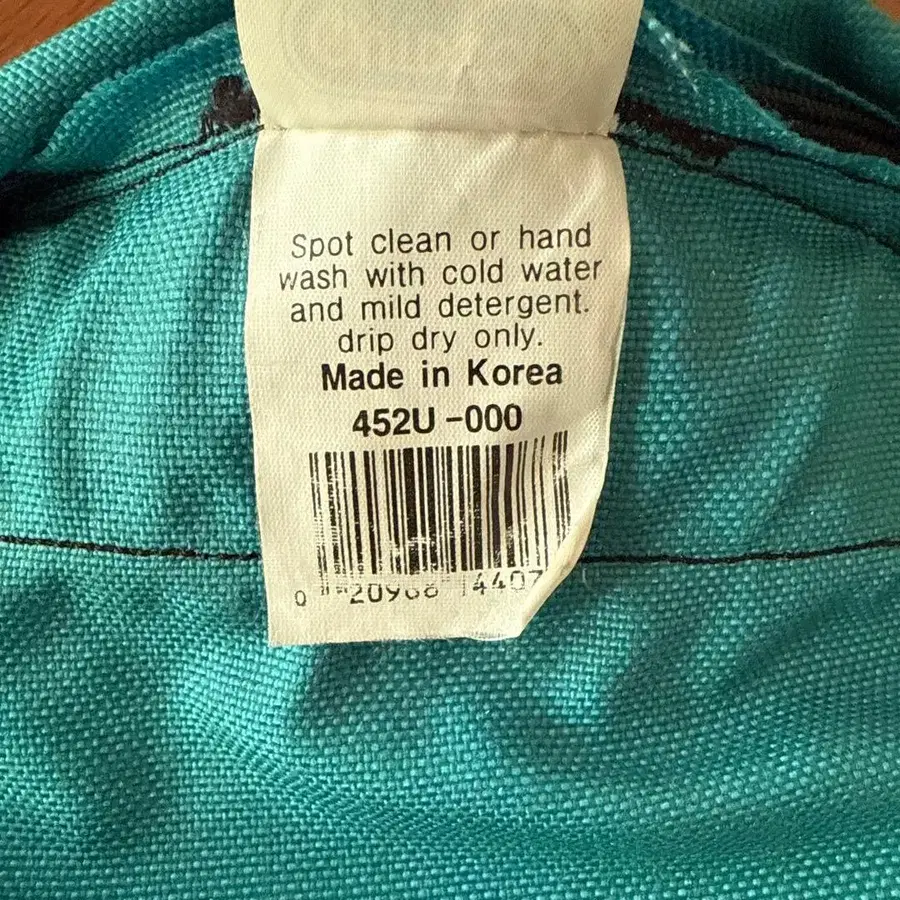 Spot clean or hand
wash with cold water
and mild detergent.
drip dry only.
Made in Korea
452U-000
0